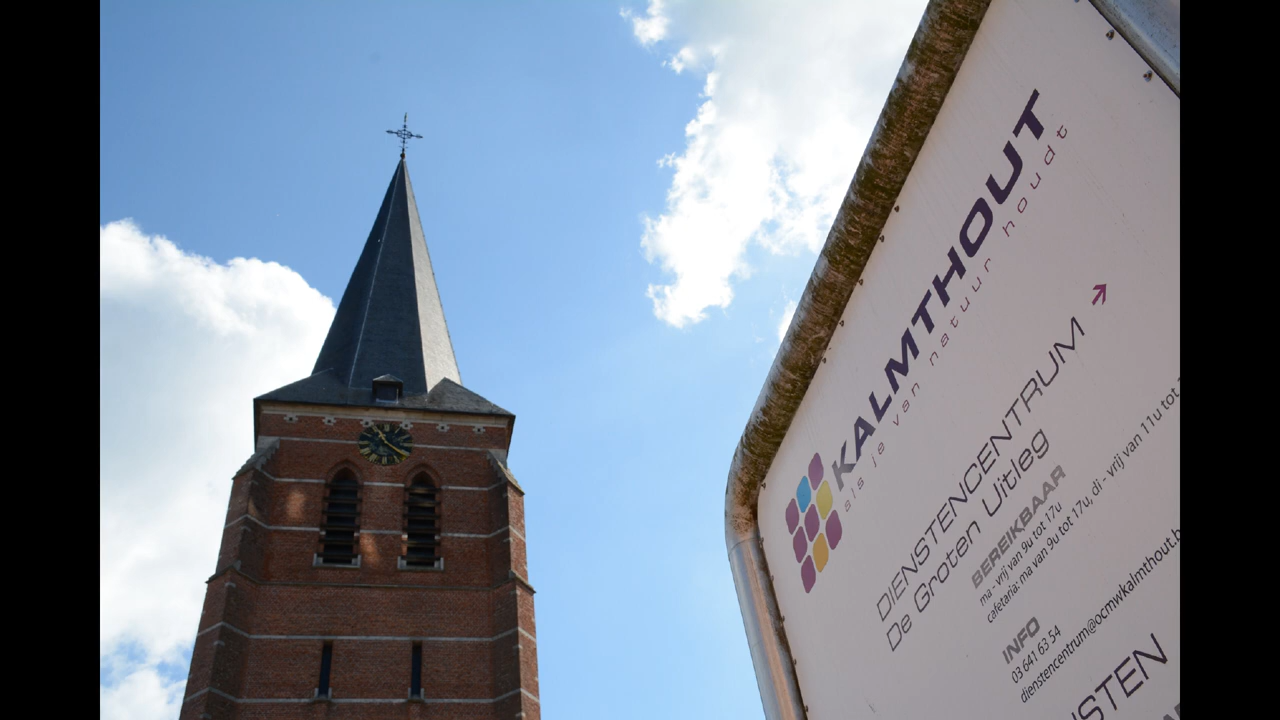 KALMTHOUT
als je van natuur houdt
DIENSTENCENTRUM
De Groten Uitleg
BEREIKBAAR
ma - vrij van 9u tot 17u
cafetaria: ma van 9u tot 17u, di - vrij van 11u tot
INFO
03 641 63 54
dienstencentrum@ocmwkalmthout.b